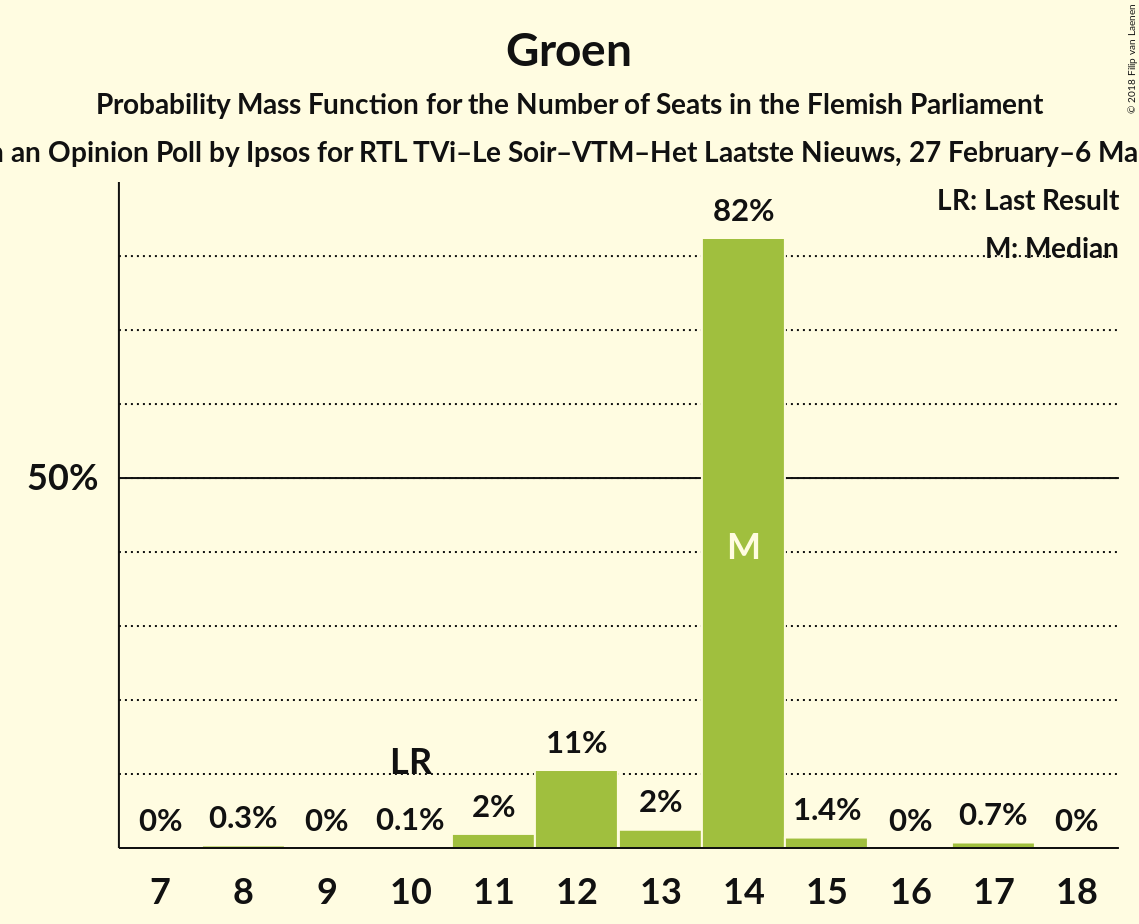 Groen
Probability Mass Function for the Number of Seats in the Flemish Parliament
an Opinion Poll by Ipsos for RTL TVi–Le Soir–VTM–Het Laatste Nieuws, 27 February–6 Ma
© 2018 Filip van Laenen
LR: Last Result
M: Median
82%
50%
M
11%
LR
0% 0.3% 0% 0.1% 2% 2% 1.4% 0% 0.7% 0%
7 8 9 10 11 12 13 14 15 16 17 18